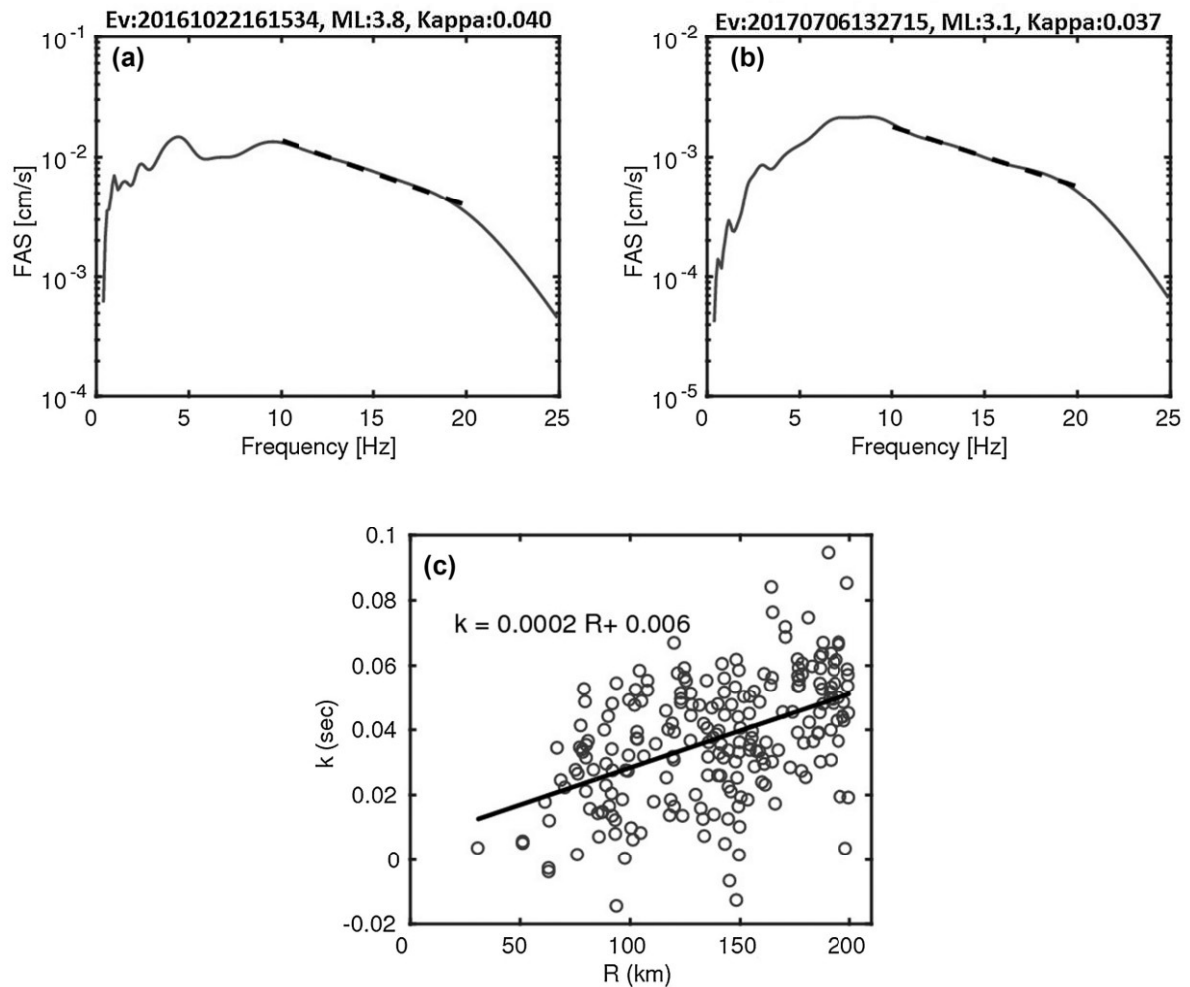 Ev:20161022161534, ML:3.8, Kappa:0.040
(a)
FAS [cm/s]
10^-1
10^-2
10^-3
10^-4
0 5 10 15 20 25
Frequency [Hz]
Ev:20170706132715, ML:3.1, Kappa:0.037
(b)
FAS [cm/s]
10^-2
10^-3
10^-4
10^-5
0 5 10 15 20 25
Frequency [Hz]
(c)
k = 0.0002 R+ 0.006
k (sec)
0.1
0.08
0.06
0.04
0.02
0
-0.02
0 50 100 150 200
R (km)